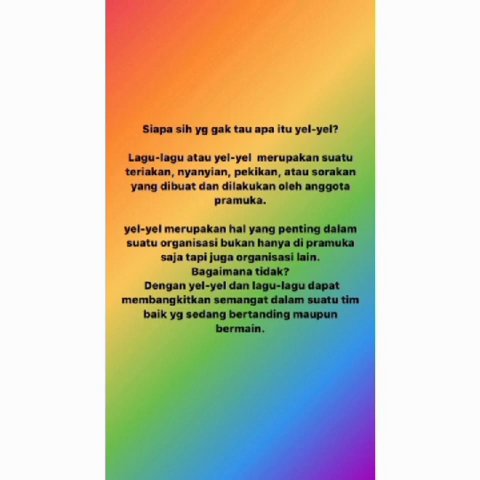 Siapa sih yg gak tau apa itu yel-yel?
Lagu-lagu atau yel-yel merupakan suatu
teriakan, nyanyian, pekikan, atau sorakan
yang dibuat dan dilakukan oleh anggota
pramuka.
yel-yel merupakan hal yang penting dalam
suatu organisasi bukan hanya di pramuka
saja tapi juga organisasi lain.
Bagaimana tidak?
Dengan yel-yel dan lagu-lagu dapat
membangkitkan semangat dalam suatu tim
baik yg sedang bertanding maupun
bermain.